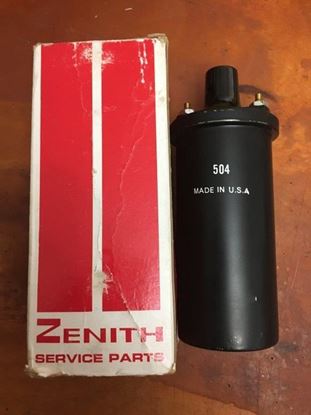 ZENITH
SERVICE PARTS
504
MADE IN U.S.A